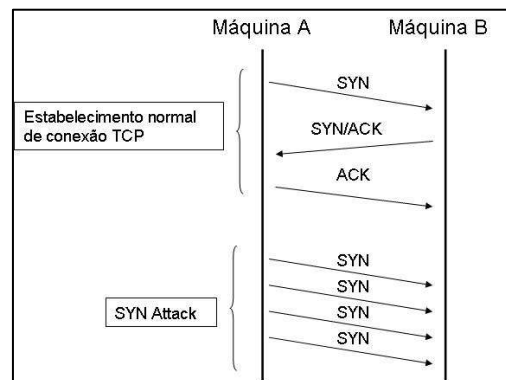 Máquina A
Máquina B
SYN
Estabelecimento normal
de conexão TCP
SYN/ACK
ACK
SYN
SYN
SYN Attack
SYN
SYN